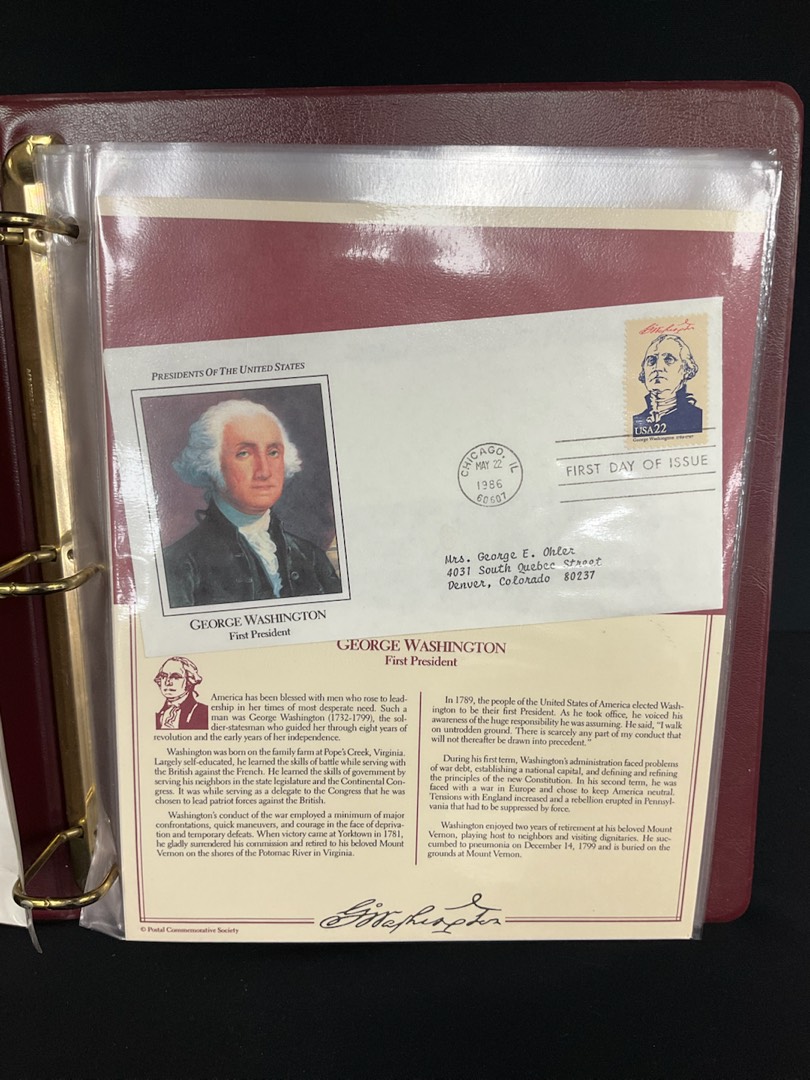 PRESIDENTS OF THE UNITED STATES
G Washington
USA 22
George Washington
GEORGE WASHINGTON
First President
CHICAGO, IL
MAY 22
1986
60607
FIRST DAY OF ISSUE
Mrs. George E. Ohler
4031 South Quebec Street
Denver, Colorado 80237
GEORGE WASHINGTON
First President
America has been blessed with men who rose to lead-
ership in her times of most desperate need. Such a
man was George Washington (1732-1799), the sol-
dier-statesman who guided her through eight years of
revolution and the early years of her independence.
Washington was born on the family farm at Pope's Creek, Virginia.
Largely self-educated, he learned the skills of battle while serving with
the British against the French. He learned the skills of government by
serving his neighbors in the state legislature and the Continental Con-
gress. It was while serving as a delegate to the Congress that he was
chosen to lead patriot forces against the British.
Washington's conduct of the war employed a minimum of major
confrontations, quick maneuvers, and courage in the face of depriva-
tion and temporary defeats. When victory came at Yorktown in 1781,
he gladly surrendered his commission and retired to his beloved Mount
Vernon on the shores of the Potomac River in Virginia.
In 1789, the people of the United States of America elected Wash-
ington to be their first President. As he took office, he voiced his
awareness of the huge responsibility he was assuming. He said, "I walk
on untrodden ground. There is scarcely any part of my conduct that
will not thereafter be drawn into precedent."
During his first term, Washington's administration faced problems
of war debt, establishing a national capital, and defining and refining
the principles of the new Constitution. In his second term, he was
faced with a war in Europe and chose to keep America neutral.
Tensions with England increased and a rebellion erupted in Pennsyl-
vania that had to be suppressed by force.
Washington enjoyed two years of retirement at his beloved Mount
Vernon, playing host to neighbors and visiting dignitaries. He suc-
cumbed to pneumonia on December 14, 1799 and is buried on the
grounds at Mount Vernon.
G Washington
© Postal Commemorative Society